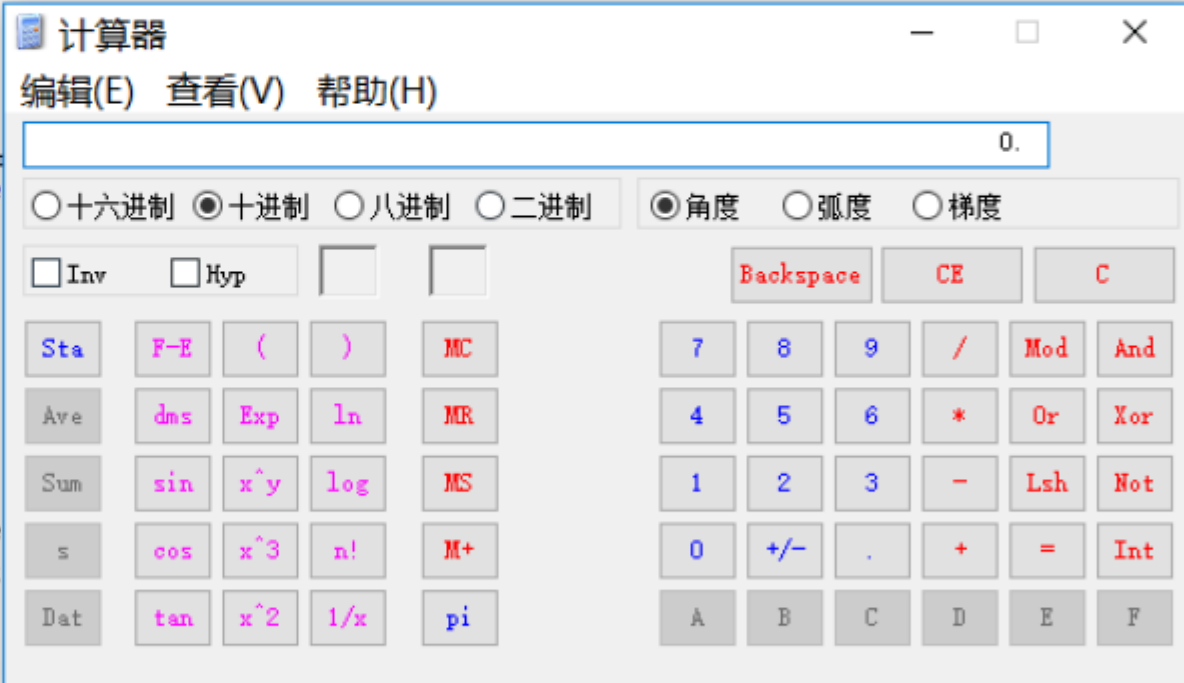 计算器
编辑(E) 查看(V) 帮助(H)
0.
十六进制 十进制 八进制 二进制 角度 弧度 梯度
Inv Hyp Backspace CE C
Sta F-E ( ) MC 7 8 9 / Mod And
Ave dms Exp ln MR 4 5 6 * Or Xor
Sum sin x^y log MS 1 2 3 - Lsh Not
s cos x^3 n! M+ 0 +/- . + = Int
Dat tan x^2 1/x pi A B C D E F